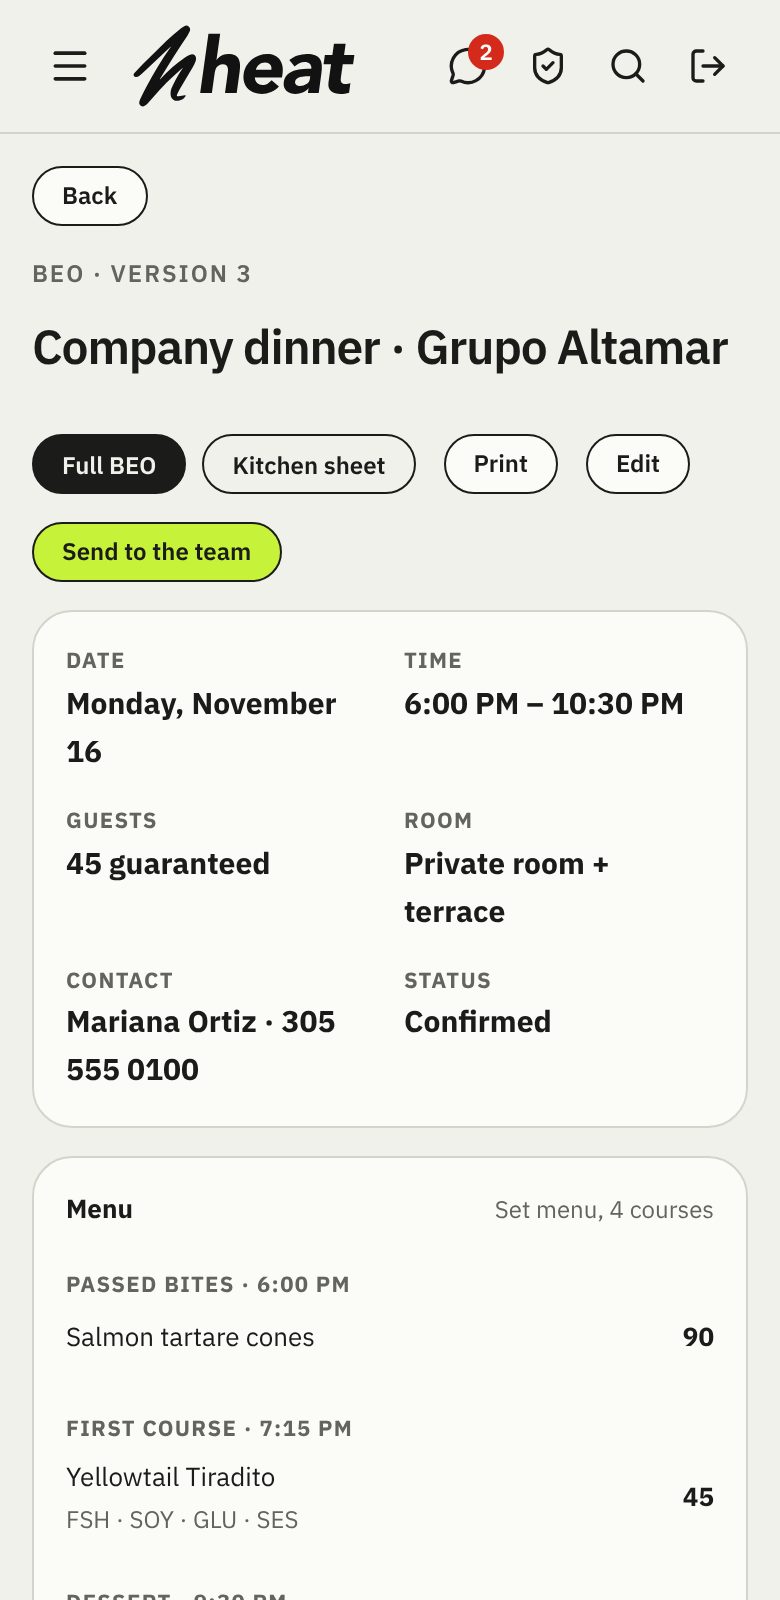 heat
2
Back
BEO · VERSION 3
Company dinner · Grupo Altamar
Full BEO
Kitchen sheet
Print
Edit
Send to the team
DATE
Monday, November
16
TIME
6:00 PM – 10:30 PM
GUESTS
45 guaranteed
ROOM
Private room +
terrace
CONTACT
Mariana Ortiz · 305
555 0100
STATUS
Confirmed
Menu
Set menu, 4 courses
PASSED BITES · 6:00 PM
Salmon tartare cones
90
FIRST COURSE · 7:15 PM
Yellowtail Tiradito
45
FSH · SOY · GLU · SES